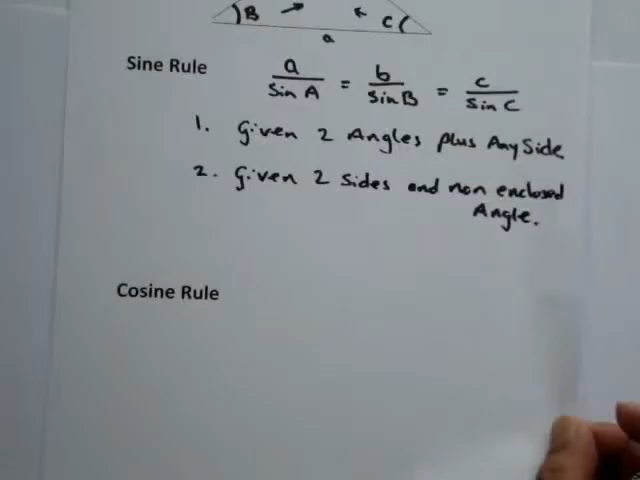 B C
a
Sine Rule a/sin A = b/sin B = c/sin C
1. Given 2 Angles plus Any Side
2. Given 2 Sides and non enclosed
Angle.
Cosine Rule